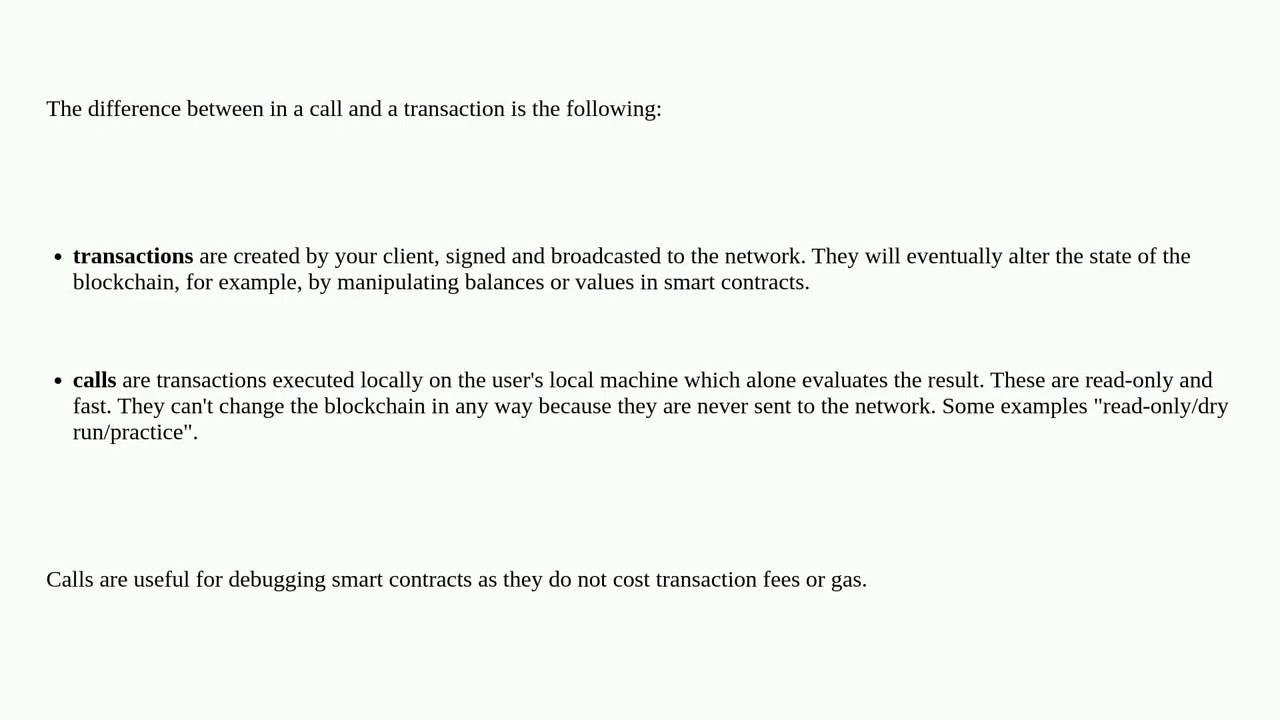 The difference between in a call and a transaction is the following:
• transactions are created by your client, signed and broadcasted to the network. They will eventually alter the state of the
blockchain, for example, by manipulating balances or values in smart contracts.
• calls are transactions executed locally on the user's local machine which alone evaluates the result. These are read-only and
fast. They can't change the blockchain in any way because they are never sent to the network. Some examples "read-only/dry
run/practice".
Calls are useful for debugging smart contracts as they do not cost transaction fees or gas.